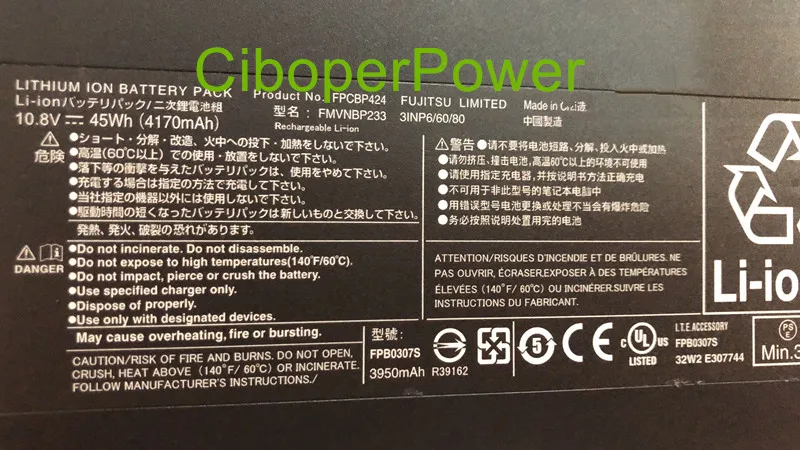 CiboperPower
LITHIUM ION BATTERY PACK Product No. FPCBP424 FUJITSU LIMITED Made in
Li-ionバッテリパック/二次鋰電池組 型名: FMVNBP233 3INP6/60/80 中國製造
10.8V ⎓ 45Wh (4170mAh) Rechargeable Li-ion
⚠ 危険
●ショート・分解・改造、火中への投下・加熱をしないで下さい。
●高温(60℃以上)での使用・放置をしないで下さい。
●落下等の衝撃を与えたバッテリパックは、使用をやめて下さい。
●充電する場合は指定の方法で充電して下さい。
●当社指定の機器以外には使用しないで下さい。
●駆動時間の短くなったバッテリパックは新しいものと交換して下さい。
発熱、発火、破裂の恐れがあります。
⚠警告
●请不要将电池短路、分解、投入火中或加热
●请勿挤压、撞击电池,高温60℃以上的环境不可使用
●请使用指定充电器,并按说明书方法正确充电
●不可用于非此型号的笔记本电脑中
●用错误型号电池更换或处理不当会有爆炸危险
●务必按照说明处置用完的电池
DANGER
●Do not incinerate. Do not disassemble.
●Do not expose to high temperatures(140°F/60℃).
●Do not impact, pierce or crush the battery.
●Use specified charger only.
●Dispose of properly.
●Use only with designated devices.
May cause overheating, fire or bursting.
ATTENTION/RISQUES D'INCENDIE ET DE BRÛLURES. NE
PAS OUVRIR, ÉCRASER,EXPOSER À DES TEMPÉRATURES
ÉLEVÉES (140°F/ 60℃) OU INCINÉRER.SUIVRE LES
INSTRUCTIONS DU FABRICANT.
CAUTION/RISK OF FIRE AND BURNS. DO NOT OPEN,
CRUSH, HEAT ABOVE (140°F/ 60℃) OR INCINERATE.
FOLLOW MANUFACTURER'S INSTRUCTIONS./
型號:
FPB0307S
3950mAh R39162
5
CE
c UL US
LISTED
I.T.E. ACCESSORY
FPB0307S
32W2 E307744
Li-io
PS
E
Min.3